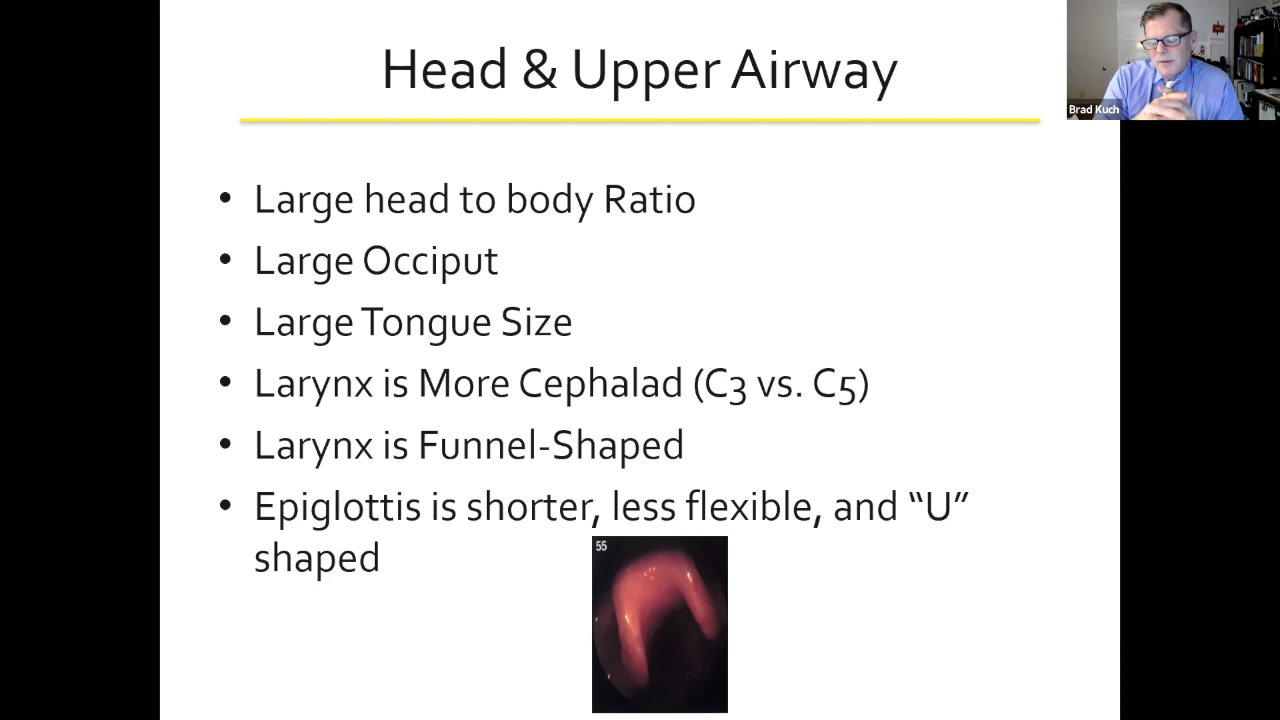 Head & Upper Airway
Brad Kuch
• Large head to body Ratio
• Large Occiput
• Large Tongue Size
• Larynx is More Cephalad (C3 vs. C5)
• Larynx is Funnel-Shaped
• Epiglottis is shorter, less flexible, and “U”
shaped
55